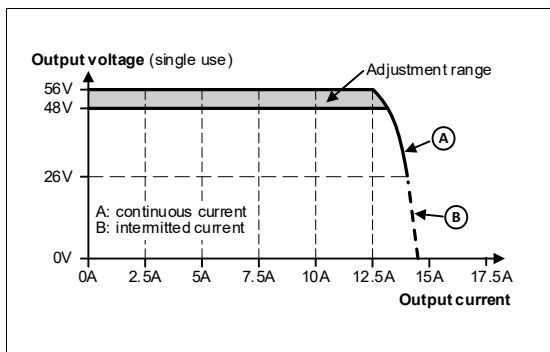 Output voltage (single use)
Adjustment range
56V
48V
A
26V
B
A: continuous current
B: intermitted current
0V
0A 2.5A 5A 7.5A 10A 12.5A 15A 17.5A
Output current